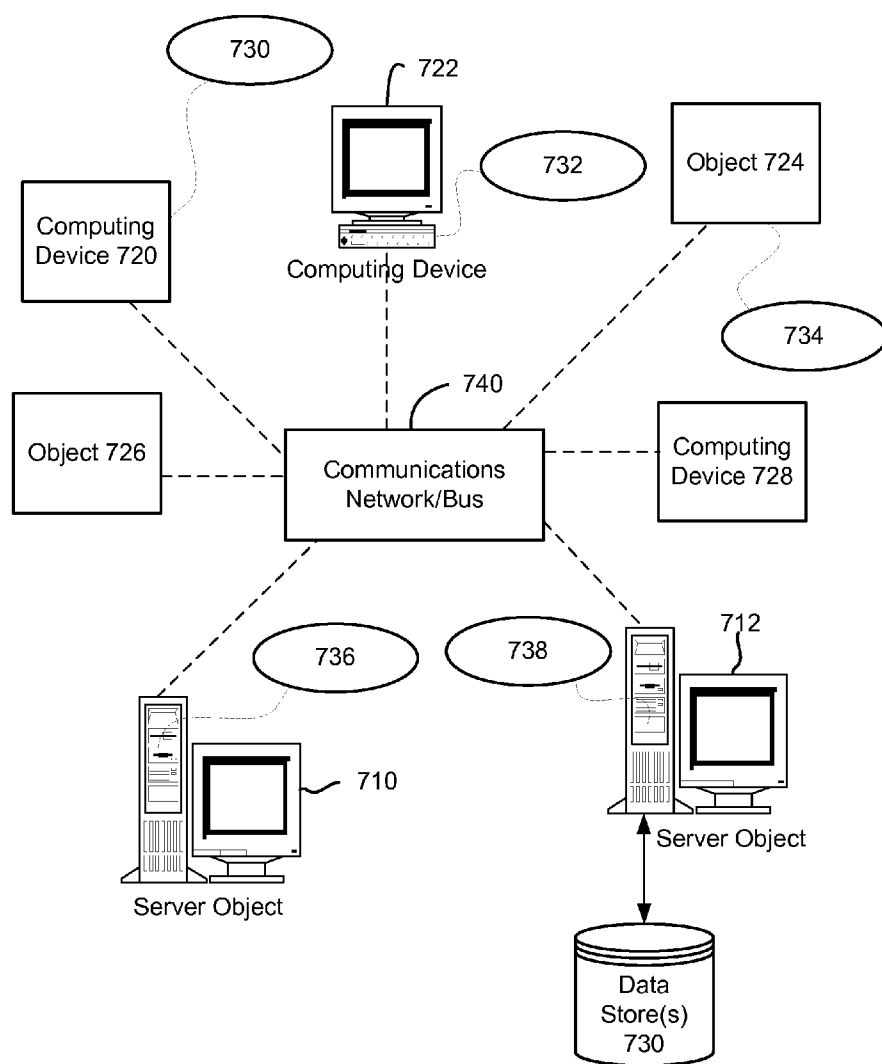 730
722
732
Object 724
Computing
Device 720
Computing Device
734
740
Object 726
Communications
Network/Bus
Computing
Device 728
736
738
712
710
Server Object
Server Object
Data
Store(s)
730